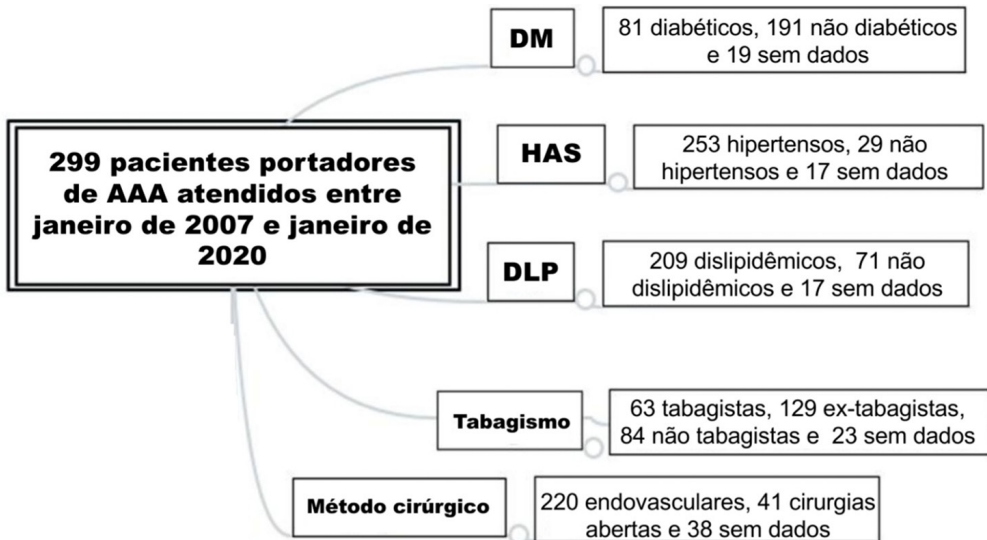 299 pacientes portadores
de AAA atendidos entre
janeiro de 2007 e janeiro de
2020
DM
81 diabéticos, 191 não diabéticos
e 19 sem dados
HAS
253 hipertensos, 29 não
hipertensos e 17 sem dados
DLP
209 dislipidêmicos, 71 não
dislipidêmicos e 17 sem dados
Tabagismo
63 tabagistas, 129 ex-tabagistas,
84 não tabagistas e 23 sem dados
Método cirúrgico
220 endovasculares, 41 cirurgias
abertas e 38 sem dados